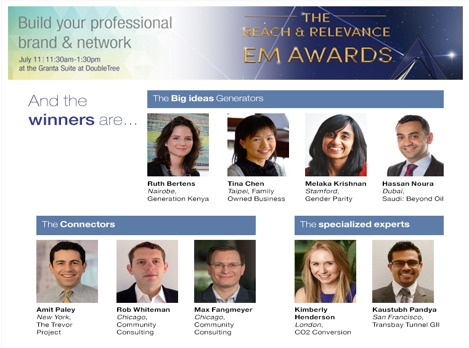 Build your professional
brand & network
July 11 | 11:30am-1:30pm
at the Granta Suite at DoubleTree
THE
REACH & RELEVANCE
EM AWARDS
And the
winners are...
The Big ideas Generators
Ruth Bertens
Nairobe,
Generation Kenya
Tina Chen
Taipei, Family
Owned Business
Melaka Krishnan
Stamford,
Gender Parity
Hassan Noura
Dubai,
Saudi: Beyond Oil
The Connectors
Amit Paley
New York,
The Trevor
Project
Rob Whiteman
Chicago,
Community
Consulting
Max Fangmeyer
Chicago,
Community
Consulting
The specialized experts
Kimberly
Henderson
London,
CO2 Conversion
Kaustubh Pandya
San Francisco,
Transbay Tunnel GII